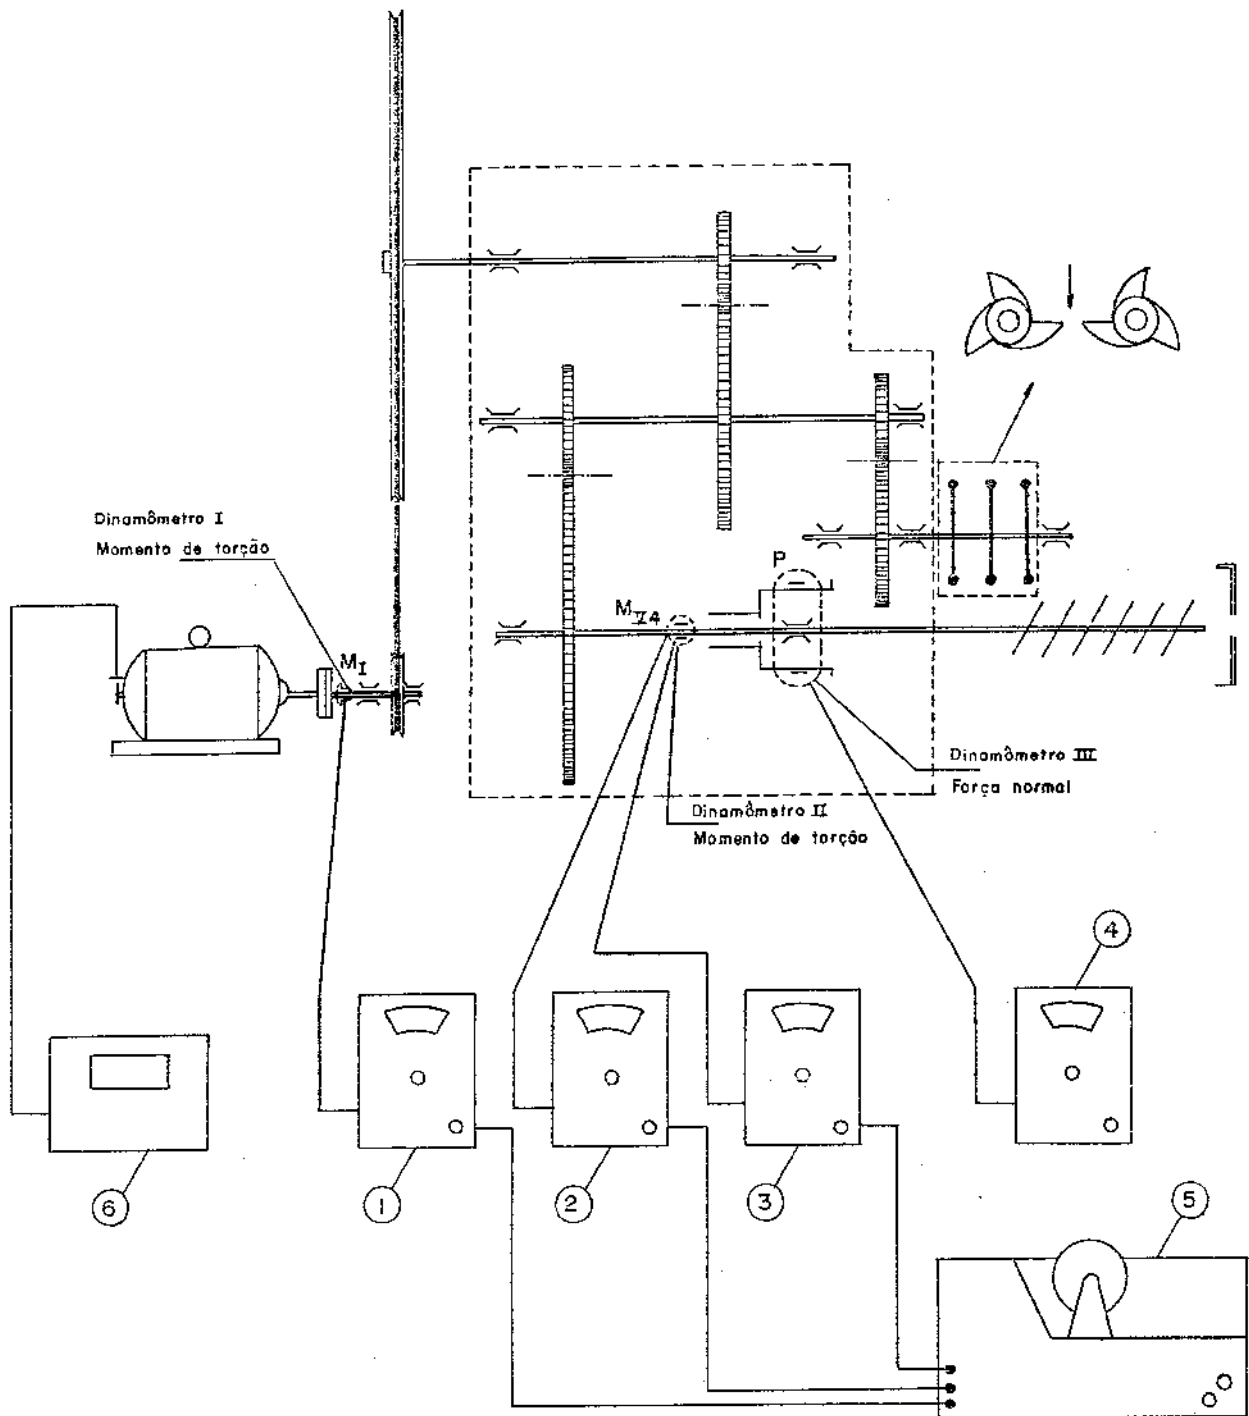 Dinamômetro I
Momento de torção
M_I
P
M_V4
Dinamômetro III
Força normal
Dinamômetro II
Momento de torção
4
6
1
2
3
5